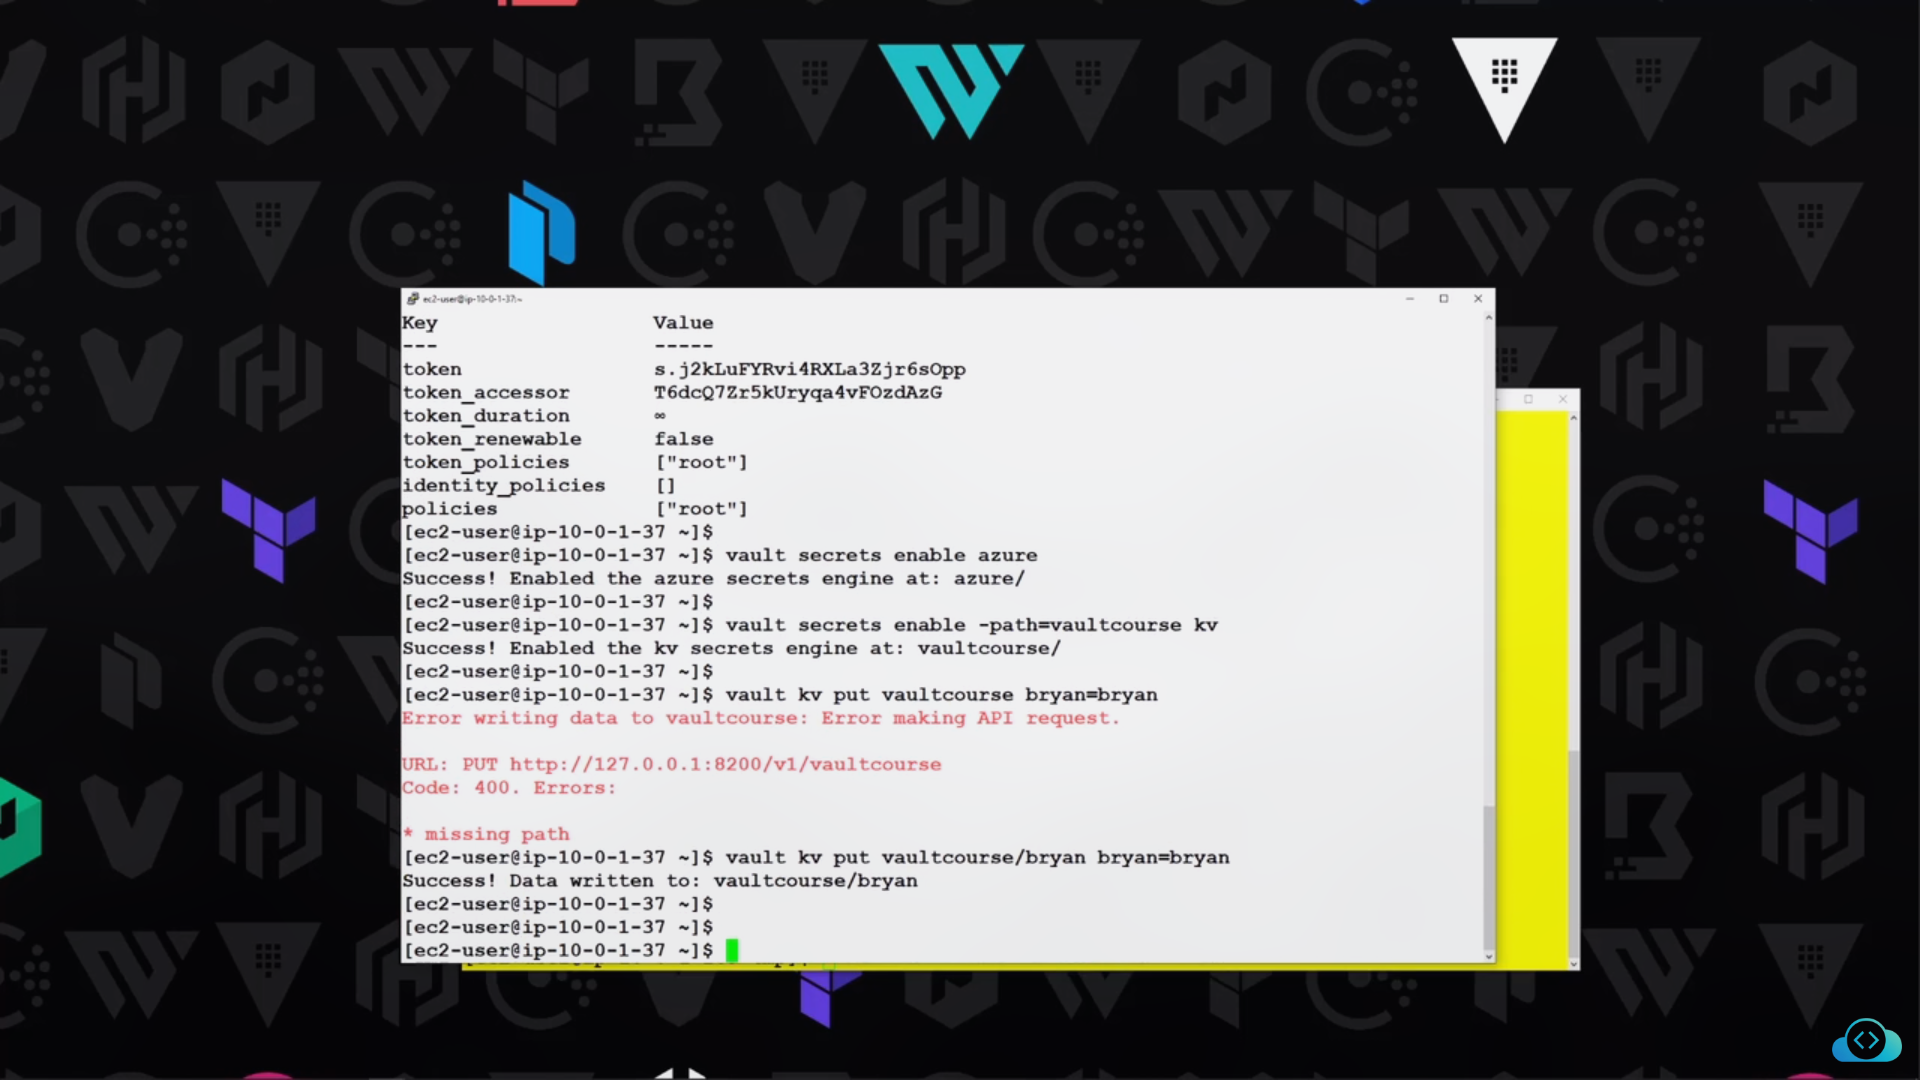 ec2-user@ip-10-0-1-37:~
Key Value
--- -----
token s.j2kLuFYRvi4RXLa3Zjr6sOpp
token_accessor T6dcQ7Zr5kUryqa4vFOzdAzG
token_duration ∞
token_renewable false
token_policies ["root"]
identity_policies []
policies ["root"]
[ec2-user@ip-10-0-1-37 ~]$
[ec2-user@ip-10-0-1-37 ~]$ vault secrets enable azure
Success! Enabled the azure secrets engine at: azure/
[ec2-user@ip-10-0-1-37 ~]$
[ec2-user@ip-10-0-1-37 ~]$ vault secrets enable -path=vaultcourse kv
Success! Enabled the kv secrets engine at: vaultcourse/
[ec2-user@ip-10-0-1-37 ~]$
[ec2-user@ip-10-0-1-37 ~]$ vault kv put vaultcourse bryan=bryan
Error writing data to vaultcourse: Error making API request.
URL: PUT http://127.0.0.1:8200/v1/vaultcourse
Code: 400. Errors:
* missing path
[ec2-user@ip-10-0-1-37 ~]$ vault kv put vaultcourse/bryan bryan=bryan
Success! Data written to: vaultcourse/bryan
[ec2-user@ip-10-0-1-37 ~]$
[ec2-user@ip-10-0-1-37 ~]$
[ec2-user@ip-10-0-1-37 ~]$